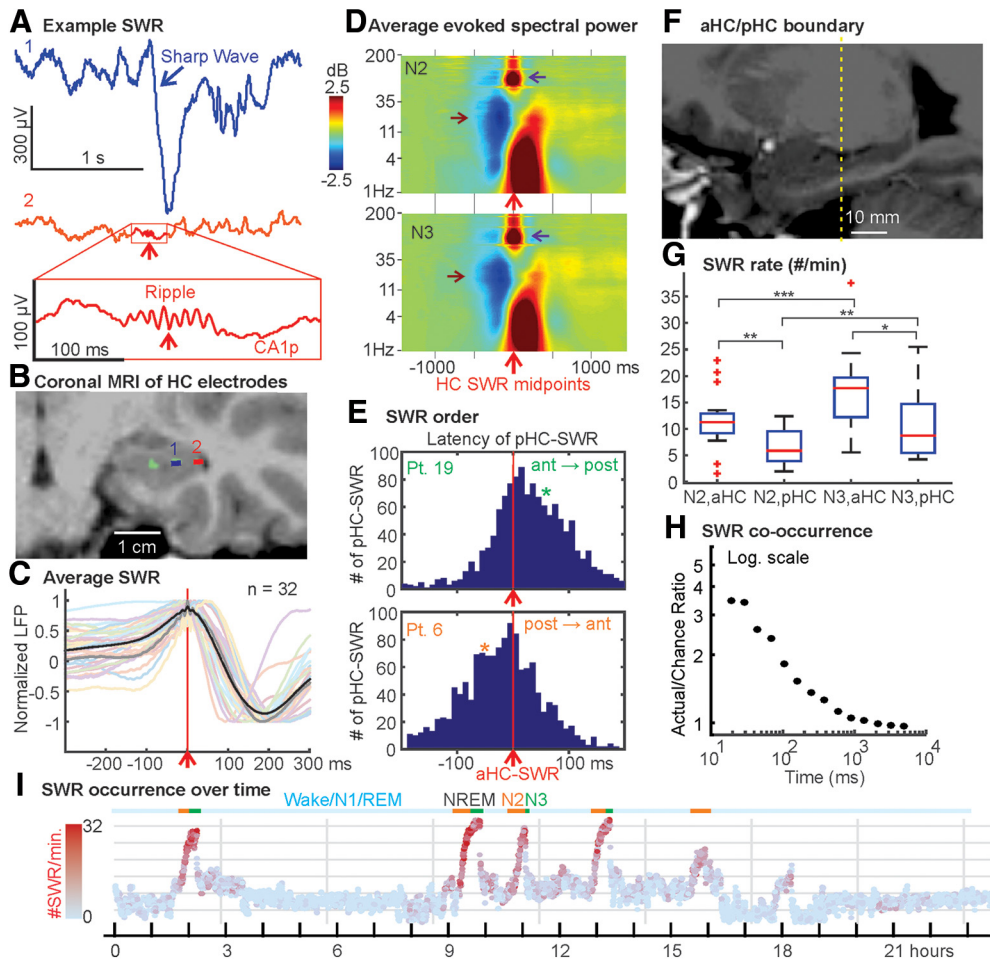 A Example SWR
1
Sharp Wave
300 µV
1 s
2
Ripple
100 µV
CA1p
100 ms
B Coronal MRI of HC electrodes
1 2
1 cm
C Average SWR
n = 32
Normalized LFP
1
0.5
0
-0.5
-1
-200 -100 0 100 200 300 ms
D Average evoked spectral power
dB
2.5
-2.5
N2
200
35
11
4
1Hz
N3
200
35
11
4
1Hz
-1000 1000 ms
HC SWR midpoints
E SWR order
Latency of pHC-SWR
Pt. 19 ant → post
*
# of pHC-SWR
100
80
60
40
20
0
Pt. 6 post → ant
*
# of pHC-SWR
100
80
60
40
20
0
-100 100 ms
aHC-SWR
F aHC/pHC boundary
10 mm
G SWR rate (#/min)
35
30
25
20
15
10
5
0
***
**
**
*
N2,aHC N2,pHC N3,aHC N3,pHC
H SWR co-occurrence
Log. scale
Actual/Chance Ratio
5
4
3
2
1
10¹ 10² 10³ 10⁴
Time (ms)
I SWR occurrence over time
Wake/N1/REM NREM N2N3
#SWR/min.
32
0
0 3 6 9 12 15 18 21 hours